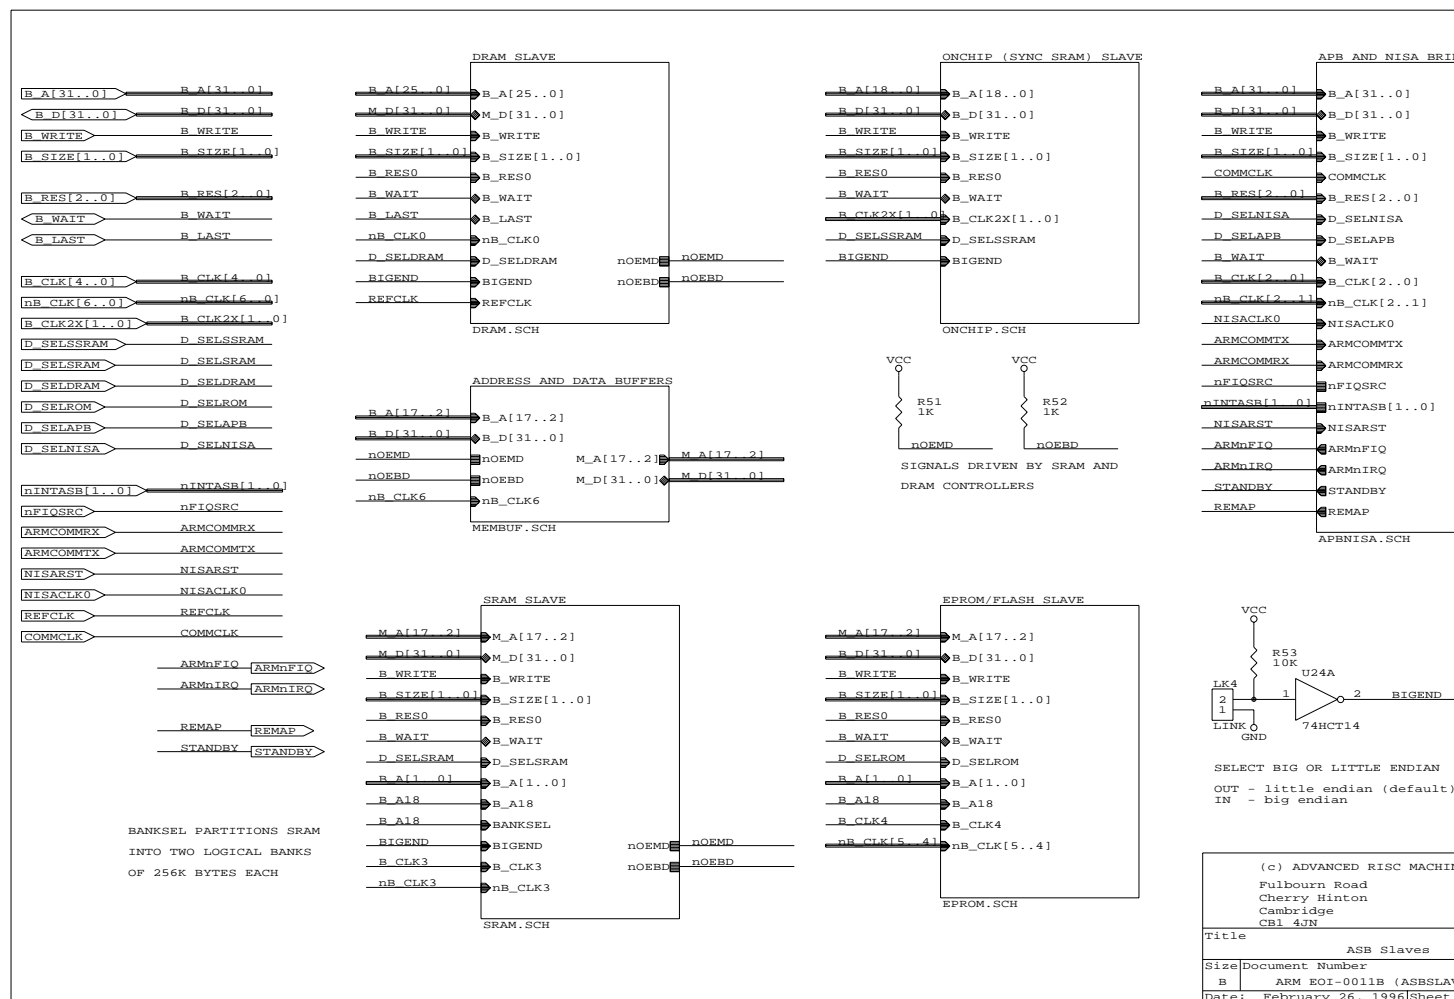 B_A[31..0] B_A[31..0]
B_D[31..0] B_D[31..0]
B_WRITE B_WRITE
B_SIZE[1..0] B_SIZE[1..0]
B_RES[2..0] B_RES[2..0]
B_WAIT B_WAIT
B_LAST B_LAST
B_CLK[4..0] B_CLK[4..0]
nB_CLK[6..0] nB_CLK[6..0]
B_CLK2X[1..0] B_CLK2X[1..0]
D_SELSSRAM D_SELSSRAM
D_SELSRAM D_SELSRAM
D_SELDRAM D_SELDRAM
D_SELROM D_SELROM
D_SELAPB D_SELAPB
D_SELNISA D_SELNISA
nINTASB[1..0] nINTASB[1..0]
nFIQSRC nFIQSRC
ARMCOMMRX ARMCOMMRX
ARMCOMMTX ARMCOMMTX
NISARST NISARST
NISACLK0 NISACLK0
REFCLK REFCLK
COMMCLK COMMCLK
ARMnFIQ ARMnFIQ
ARMnIRQ ARMnIRQ
REMAP REMAP
STANDBY STANDBY
BANKSEL PARTITIONS SRAM
INTO TWO LOGICAL BANKS
OF 256K BYTES EACH
DRAM SLAVE
B_A[25..0] B_A[25..0]
M_D[31..0] M_D[31..0]
B_WRITE B_WRITE
B_SIZE[1..0] B_SIZE[1..0]
B_RES0 B_RES0
B_WAIT B_WAIT
B_LAST B_LAST
nB_CLK0 nB_CLK0
D_SELDRAM D_SELDRAM nOEMD nOEMD
BIGEND BIGEND nOEBD nOEBD
REFCLK REFCLK
DRAM.SCH
ADDRESS AND DATA BUFFERS
B_A[17..2] B_A[17..2]
B_D[31..0] B_D[31..0]
nOEMD nOEMD M_A[17..2] M_A[17..2]
nOEBD nOEBD M_D[31..0] M_D[31..0]
nB_CLK6 nB_CLK6
MEMBUF.SCH
SRAM SLAVE
M_A[17..2] M_A[17..2]
M_D[31..0] M_D[31..0]
B_WRITE B_WRITE
B_SIZE[1..0] B_SIZE[1..0]
B_RES0 B_RES0
B_WAIT B_WAIT
D_SELSRAM D_SELSRAM
B_A[1..0] B_A[1..0]
B_A18 B_A18
B_A18 BANKSEL
BIGEND BIGEND nOEMD nOEMD
B_CLK3 B_CLK3 nOEBD nOEBD
nB_CLK3 nB_CLK3
SRAM.SCH
ONCHIP (SYNC SRAM) SLAVE
B_A[18..0] B_A[18..0]
B_D[31..0] B_D[31..0]
B_WRITE B_WRITE
B_SIZE[1..0] B_SIZE[1..0]
B_RES0 B_RES0
B_WAIT B_WAIT
B_CLK2X[1..0] B_CLK2X[1..0]
D_SELSSRAM D_SELSSRAM
BIGEND BIGEND
ONCHIP.SCH
VCC VCC
R51 R52
1K 1K
nOEMD nOEBD
SIGNALS DRIVEN BY SRAM AND
DRAM CONTROLLERS
EPROM/FLASH SLAVE
M_A[17..2] M_A[17..2]
B_D[31..0] B_D[31..0]
B_WRITE B_WRITE
B_SIZE[1..0] B_SIZE[1..0]
B_RES0 B_RES0
B_WAIT B_WAIT
D_SELROM D_SELROM
B_A[1..0] B_A[1..0]
B_A18 B_A18
B_CLK4 B_CLK4
nB_CLK[5..4] nB_CLK[5..4]
EPROM.SCH
APB AND NISA BRI
B_A[31..0] B_A[31..0]
B_D[31..0] B_D[31..0]
B_WRITE B_WRITE
B_SIZE[1..0] B_SIZE[1..0]
COMMCLK COMMCLK
B_RES[2..0] B_RES[2..0]
D_SELNISA D_SELNISA
D_SELAPB D_SELAPB
B_WAIT B_WAIT
B_CLK[2..0] B_CLK[2..0]
nB_CLK[2..1] nB_CLK[2..1]
NISACLK0 NISACLK0
ARMCOMMTX ARMCOMMTX
ARMCOMMRX ARMCOMMRX
nFIQSRC nFIQSRC
nINTASB[1..0] nINTASB[1..0]
NISARST NISARST
ARMnFIQ ARMnFIQ
ARMnIRQ ARMnIRQ
STANDBY STANDBY
REMAP REMAP
APBNISA.SCH
VCC
R53
10K
U24A
LK4
2 1 2 BIGEND
1
LINK GND 74HCT14
SELECT BIG OR LITTLE ENDIAN
OUT - little endian (default)
IN - big endian
(c) ADVANCED RISC MACHIN
Fulbourn Road
Cherry Hinton
Cambridge
CB1 4JN
Title
ASB Slaves
Size Document Number
B ARM EOI-0011B (ASBSLAV
Date: February 26, 1996 Sheet